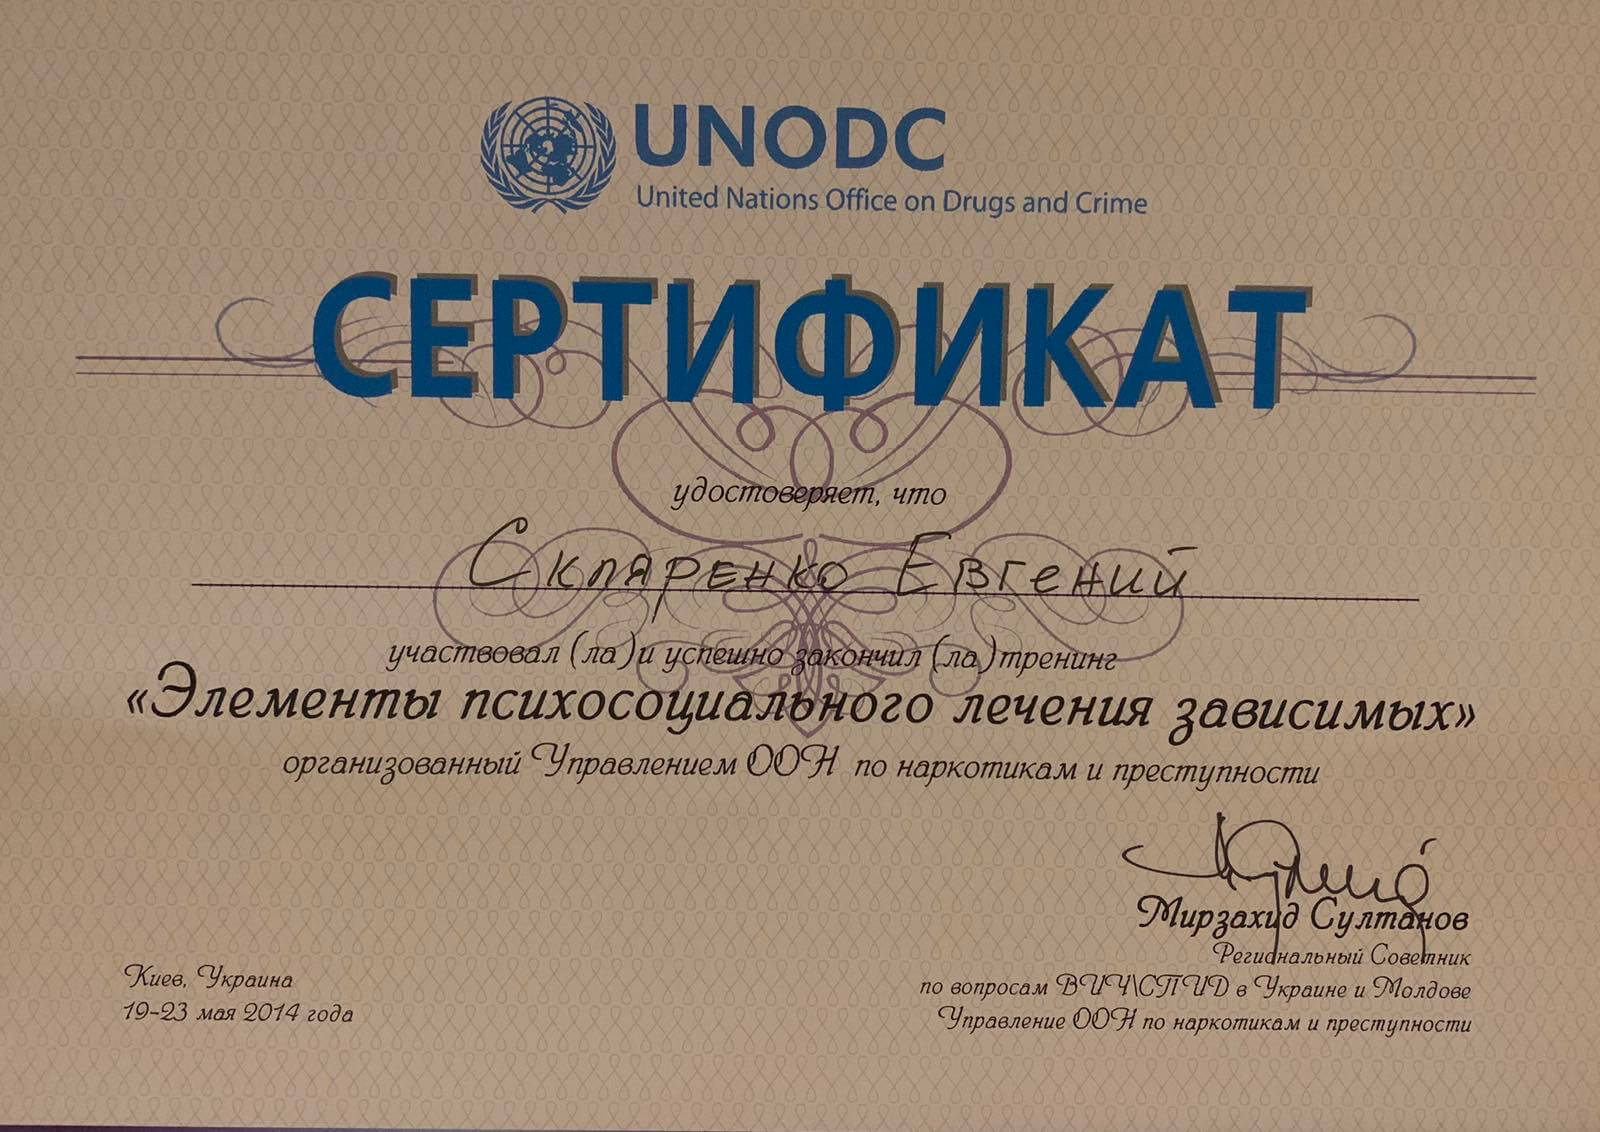 UNODC
United Nations Office on Drugs and Crime
СЕРТИФИКАТ
удостоверяет, что
Скляренко Евгений
участвовал (ла) и успешно закончил (ла) тренинг
«Элементы психосоциального лечения зависимых»
организованный Управлением ООН по наркотикам и преступности
Мирзахид Султанов
Региональный Советник
по вопросам ВИЧ\СПИД в Украине и Молдове
Управление ООН по наркотикам и преступности
Киев, Украина
19-23 мая 2014 года